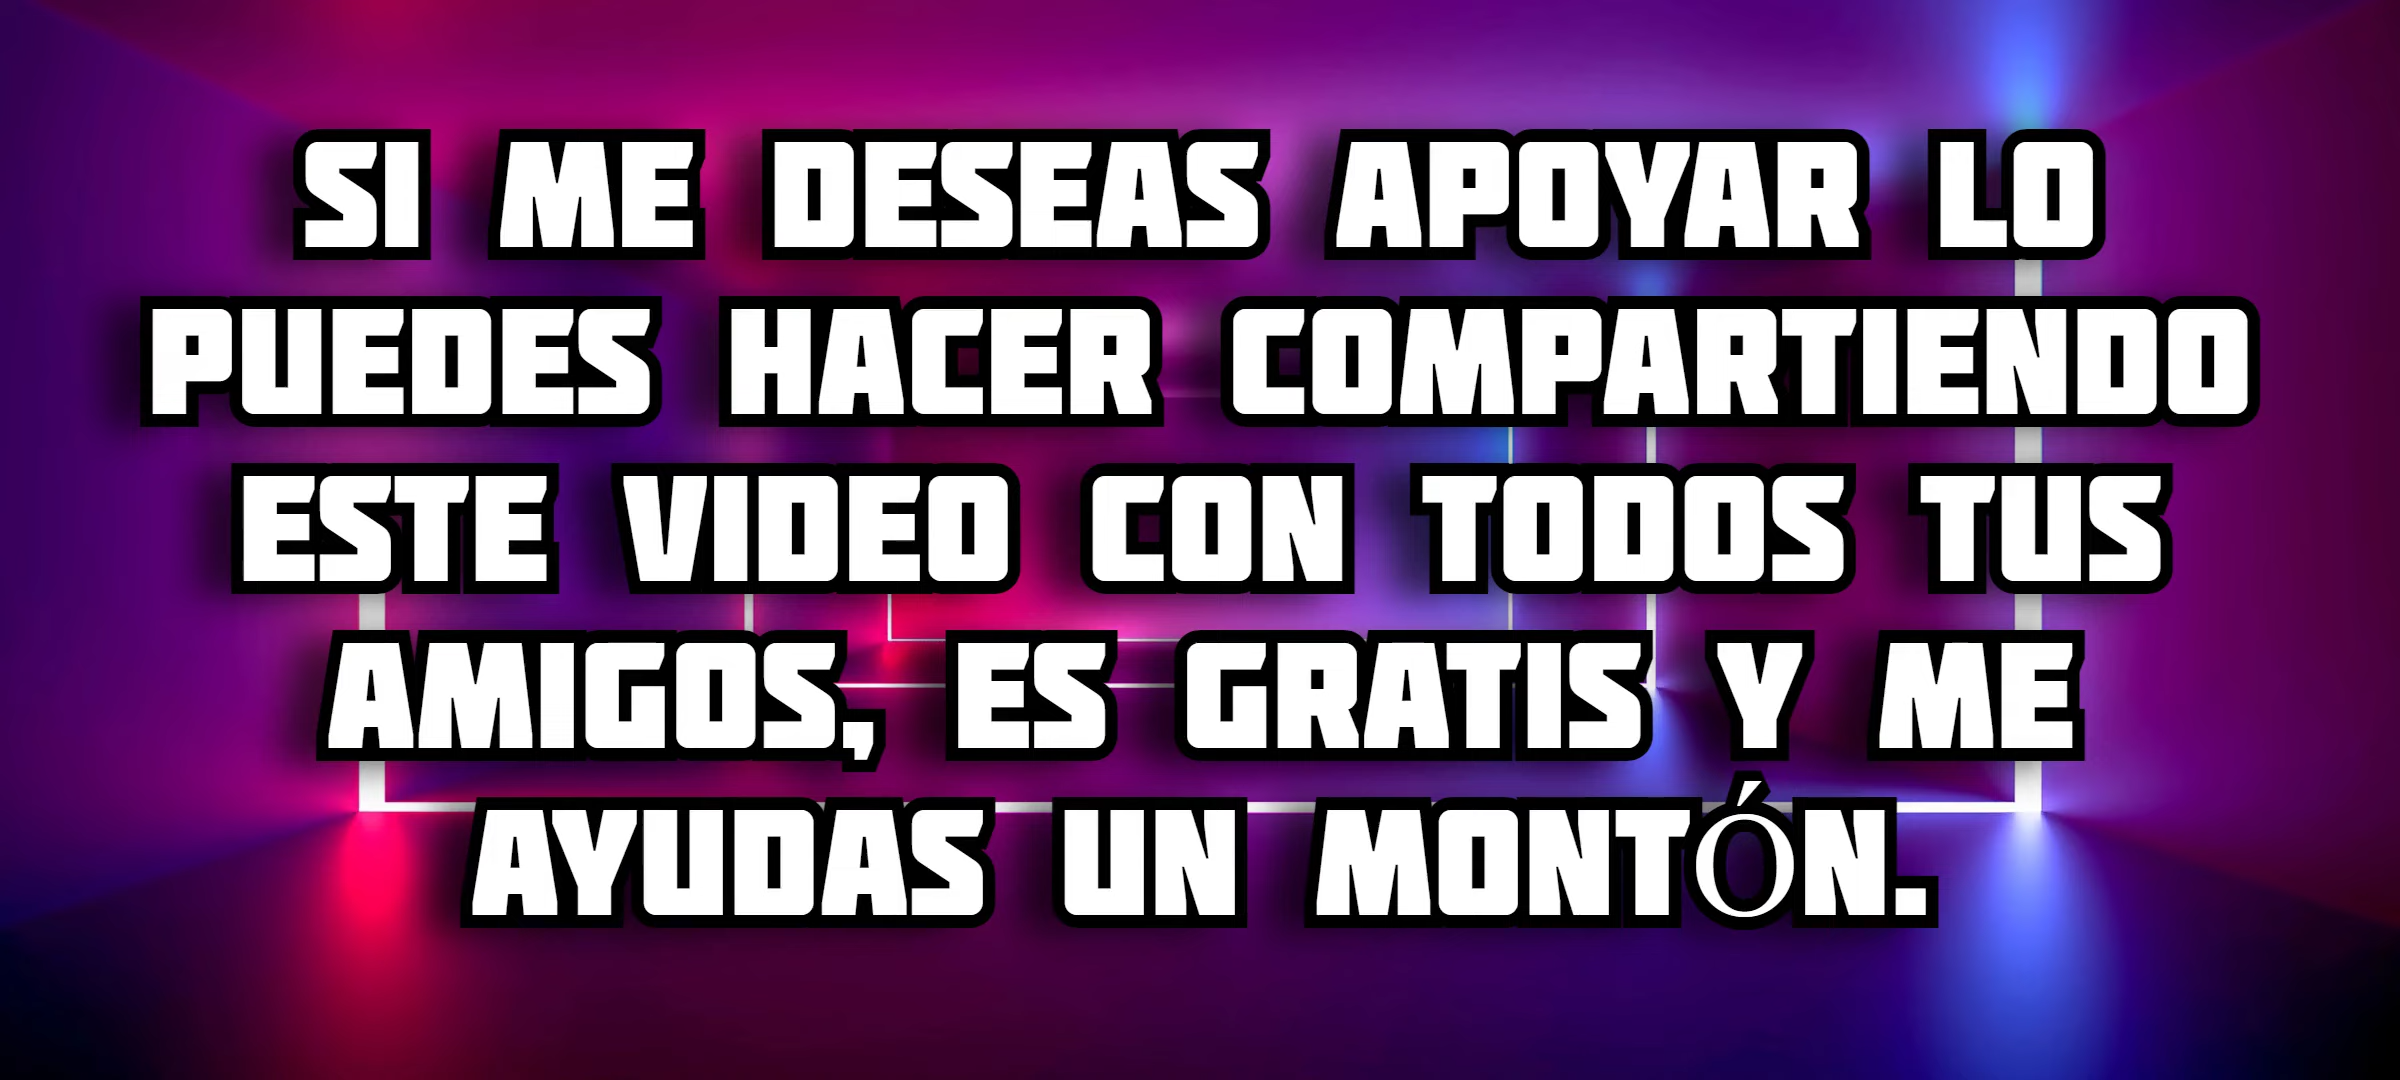 SI ME DESEAS APOYAR LO
PUEDES HACER COMPARTIENDO
ESTE VIDEO CON TODOS TUS
AMIGOS, ES GRATIS Y ME
AYUDAS UN MONTÓN.